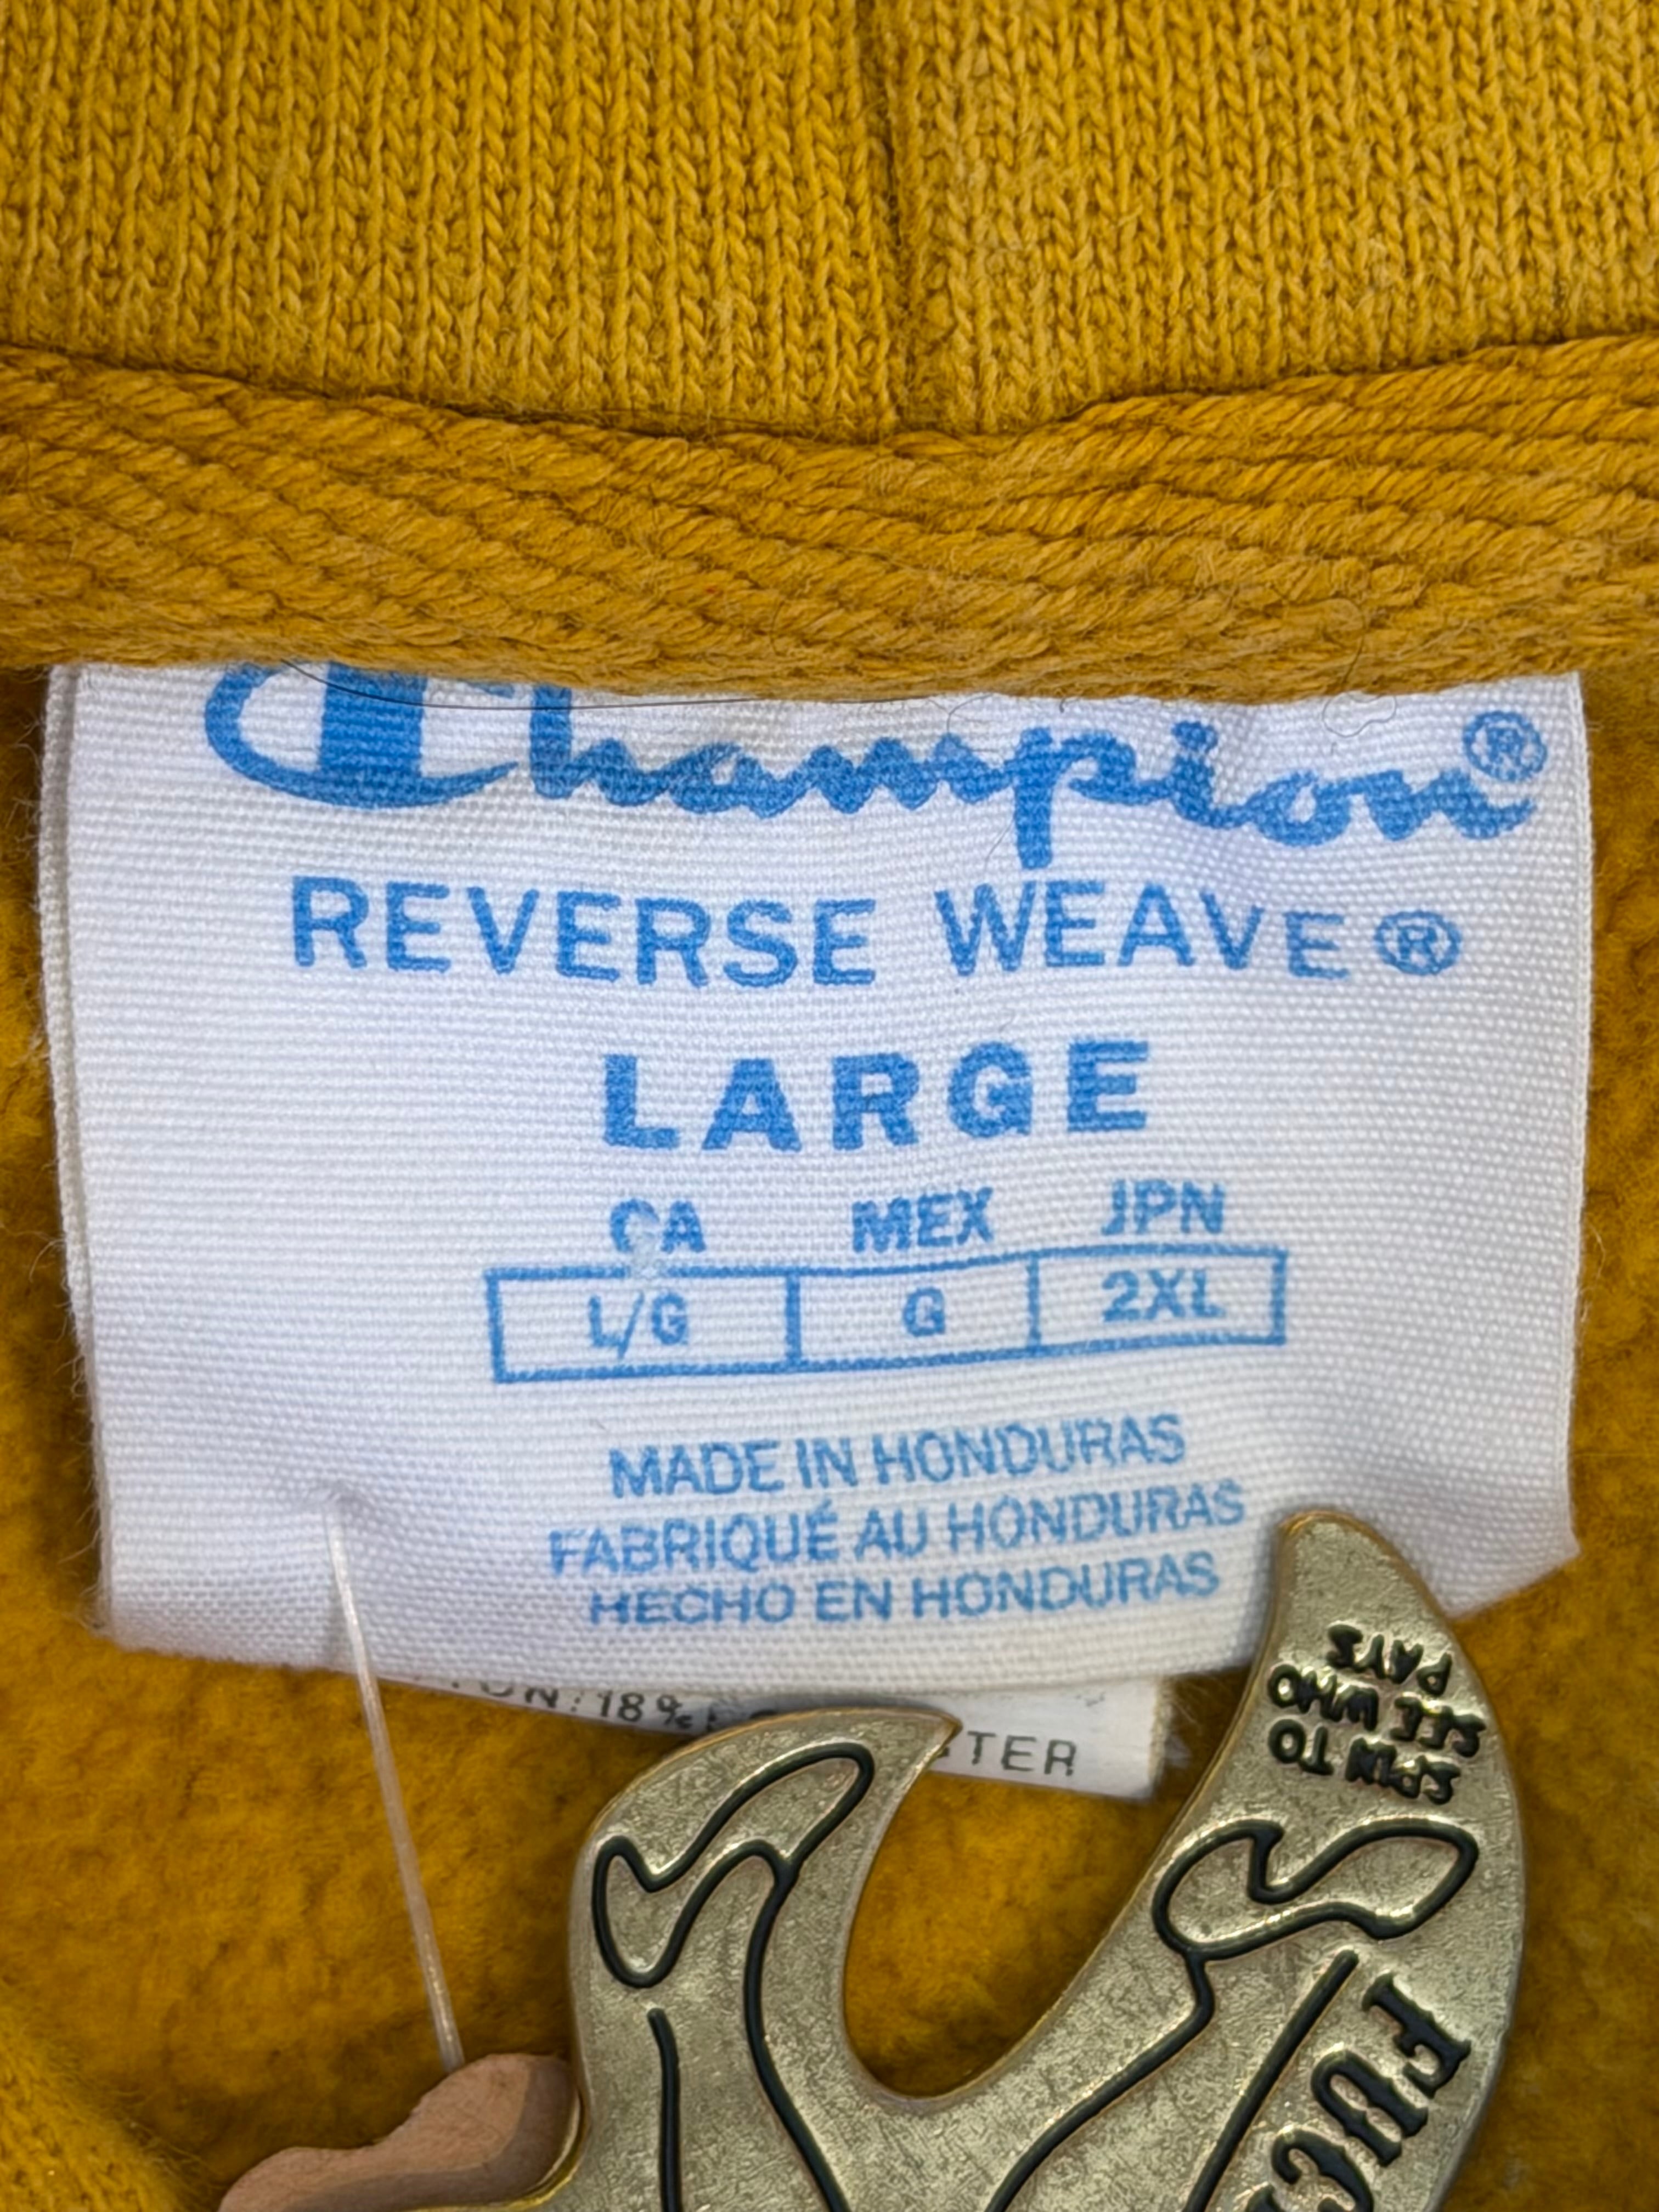 Champion®
REVERSE WEAVE®
LARGE
CA MEX JPN
L/G G 2XL
MADE IN HONDURAS
FABRIQUÉ AU HONDURAS
HECHO EN HONDURAS
18%
SPIN TO
SEE WHO
PAYS